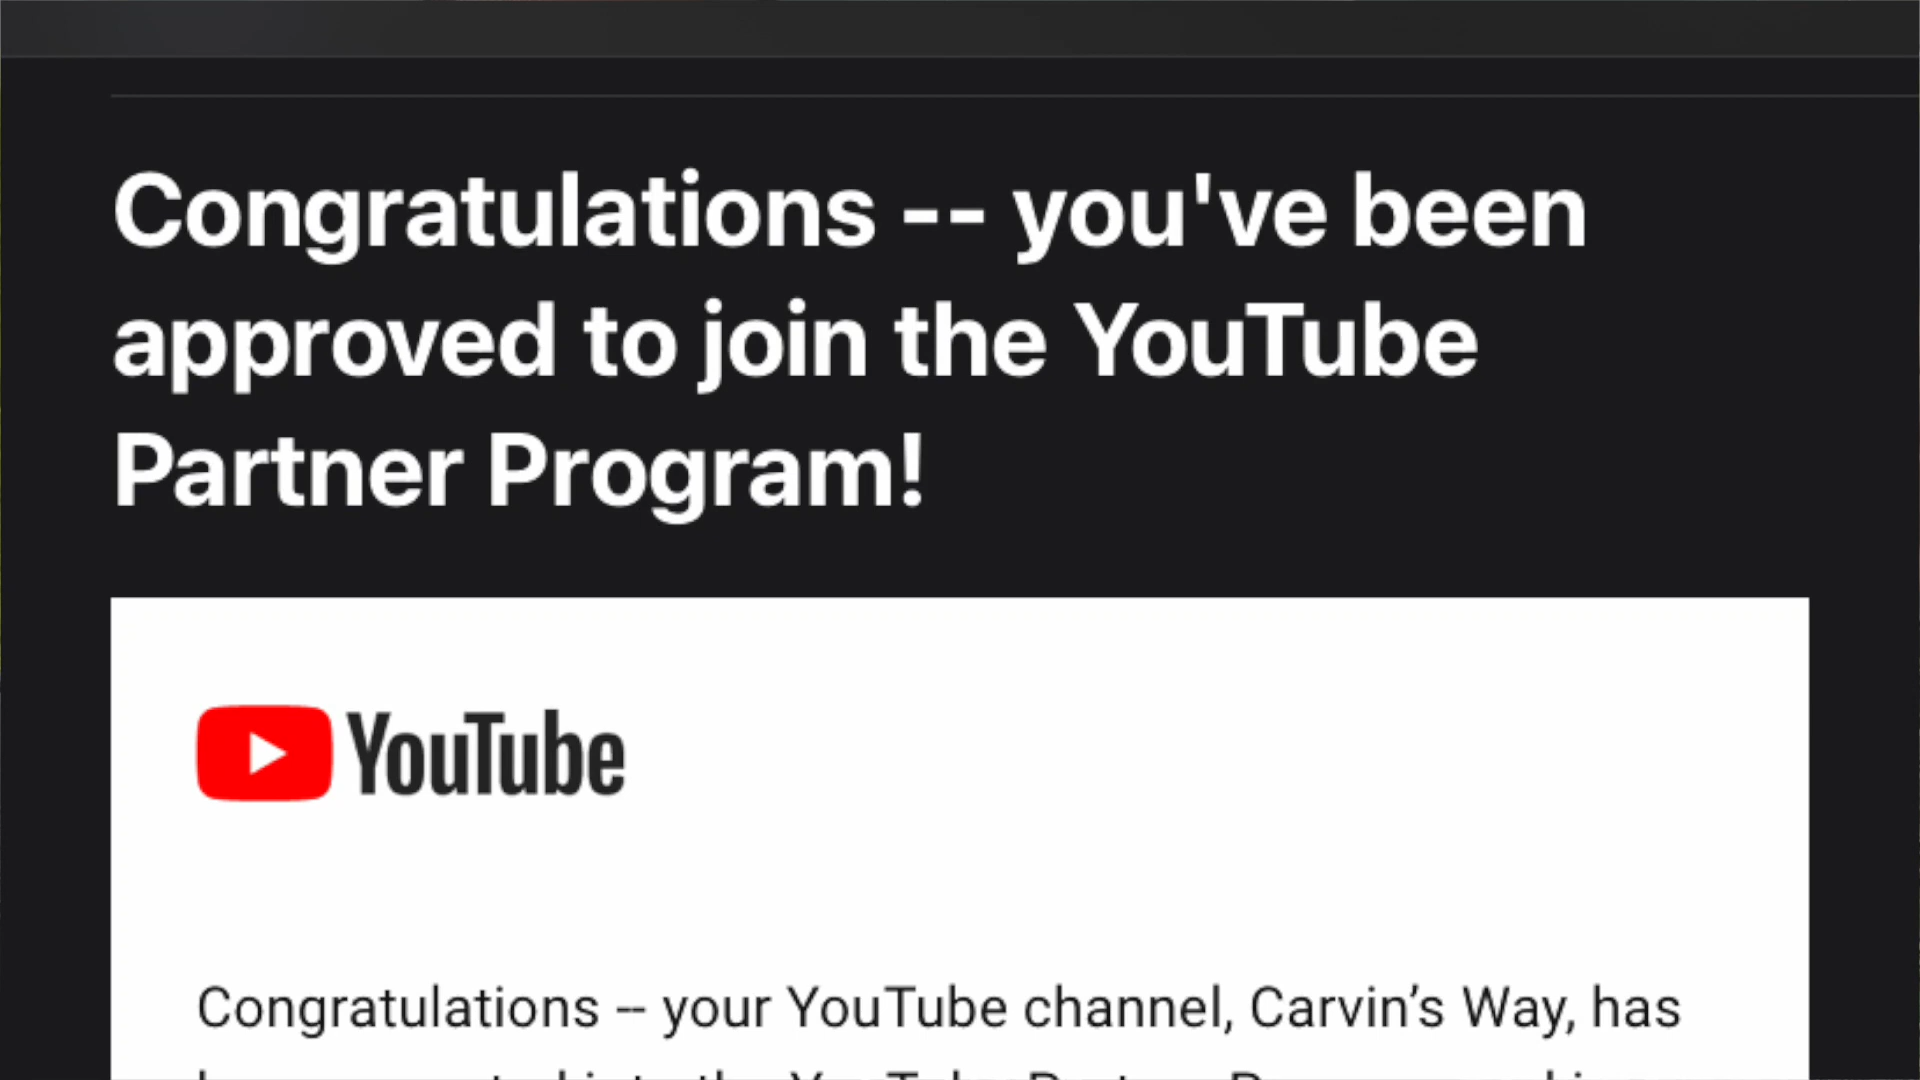 Congratulations -- you've been
approved to join the YouTube
Partner Program!
YouTube
Congratulations -- your YouTube channel, Carvin’s Way, has